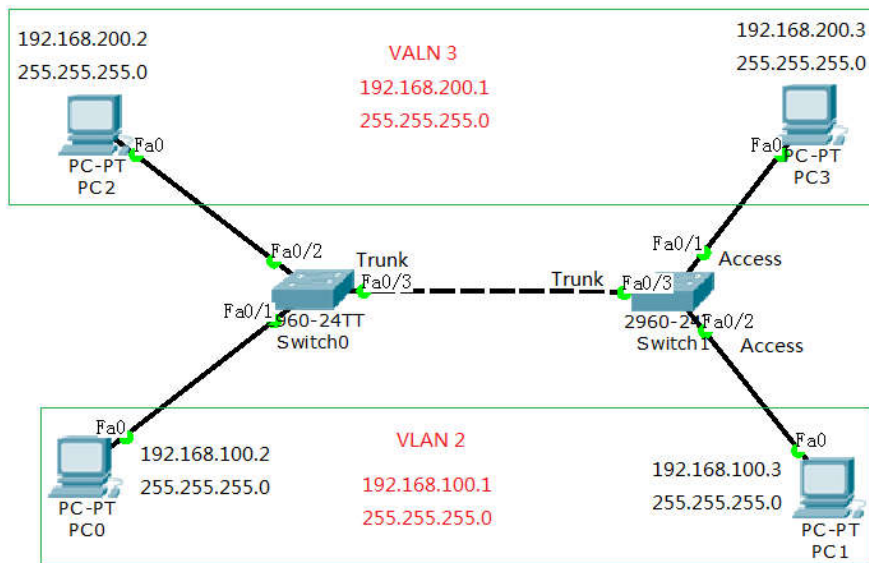 192.168.200.2
255.255.255.0
VALN 3
192.168.200.1
255.255.255.0
192.168.200.3
255.255.255.0
Fa0
PC-PT
PC2
Fa0
PC-PT
PC3
Fa0/2
Trunk
Fa0/3
Fa0/1
960-24TT
Switch0
Fa0/1
Access
Trunk
Fa0/3
2960-24
Switch1
Fa0/2
Access
Fa0
PC-PT
PC0
192.168.100.2
255.255.255.0
VLAN 2
192.168.100.1
255.255.255.0
192.168.100.3
255.255.255.0
Fa0
PC-PT
PC1